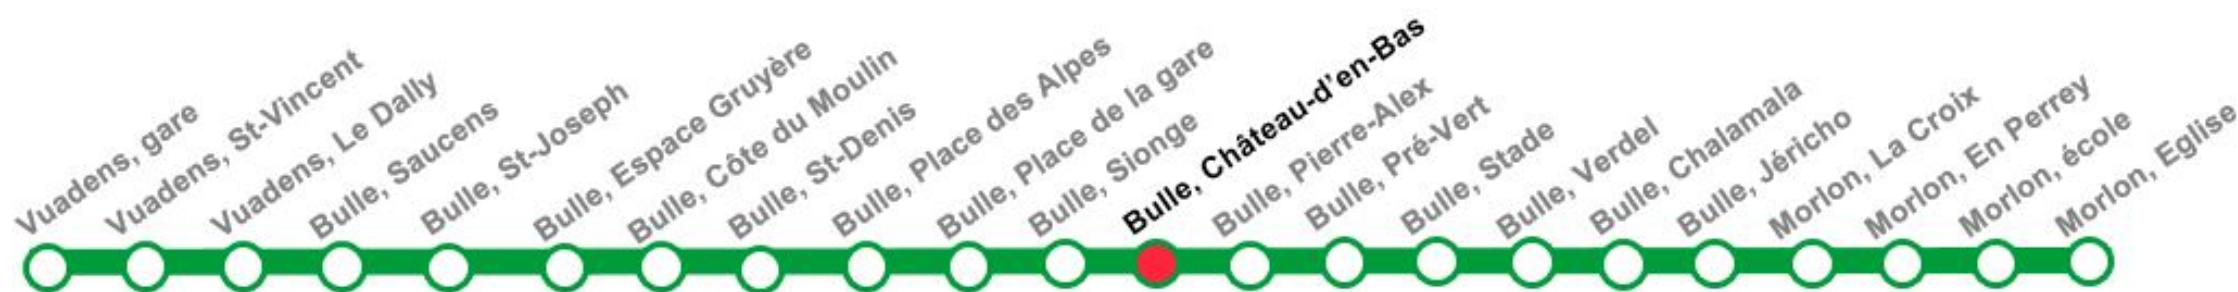 Vuadens, gare
Vuadens, St-Vincent
Vuadens, Le Dally
Bulle, Saucens
Bulle, St-Joseph
Bulle, Espace Gruyère
Bulle, Côte du Moulin
Bulle, St-Denis
Bulle, Place des Alpes
Bulle, Place de la gare
Bulle, Sionge
Bulle, Château-d'en-Bas
Bulle, Pierre-Alex
Bulle, Pré-Vert
Bulle, Stade
Bulle, Verdel
Bulle, Chalamala
Bulle, Jéricho
Morlon, La Croix
Morlon, En Perrey
Morlon, école
Morlon, Eglise